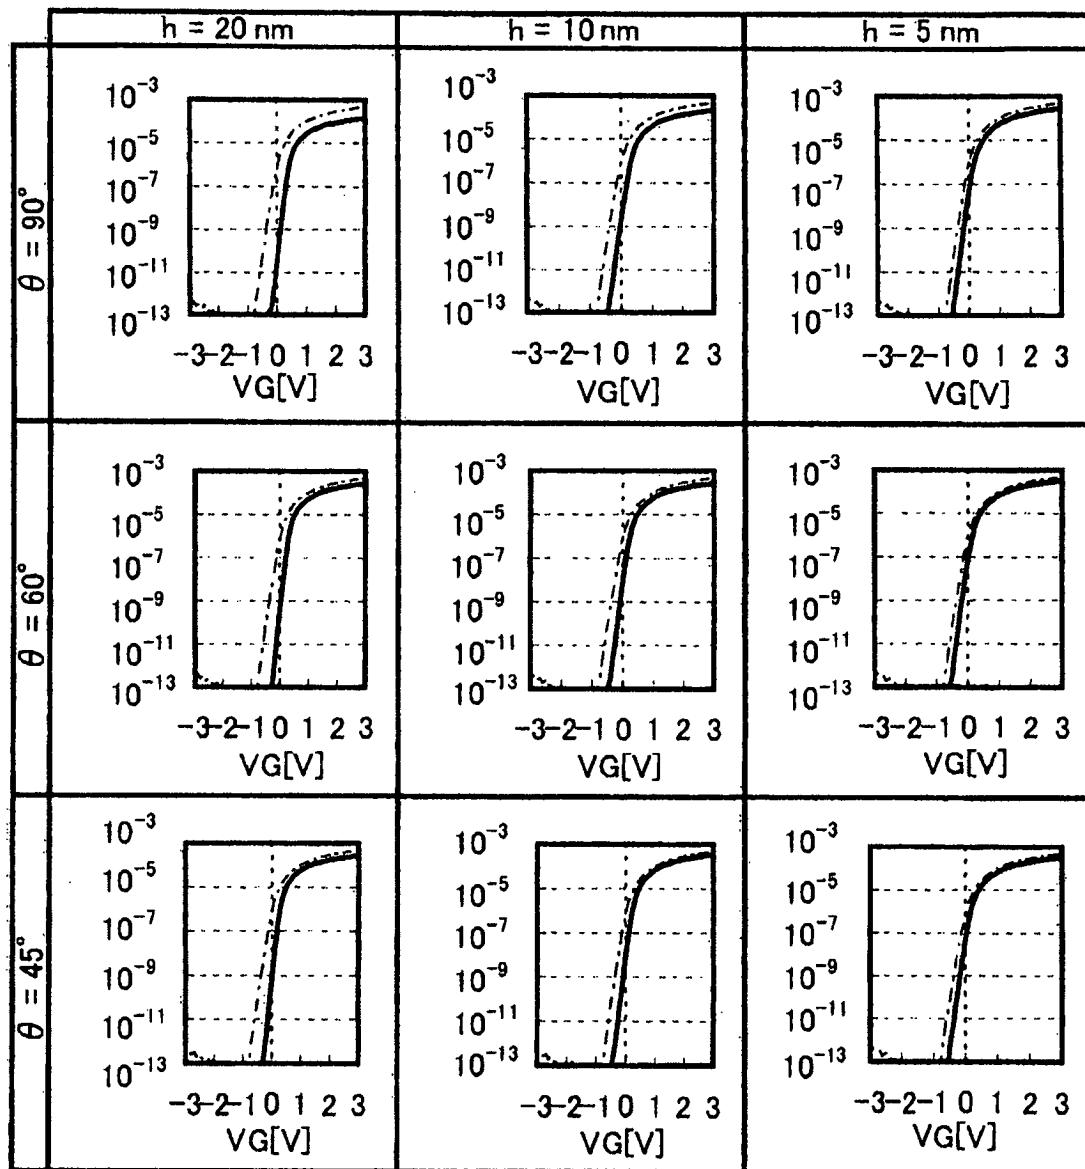 h = 20 nm h = 10 nm h = 5 nm
θ = 90°
10⁻³ 10⁻³ 10⁻³
10⁻⁵ 10⁻⁵ 10⁻⁵
10⁻⁷ 10⁻⁷ 10⁻⁷
10⁻⁹ 10⁻⁹ 10⁻⁹
10⁻¹¹ 10⁻¹¹ 10⁻¹¹
10⁻¹³ 10⁻¹³ 10⁻¹³
-3-2-1 0 1 2 3 -3-2-1 0 1 2 3 -3-2-1 0 1 2 3
VG[V] VG[V] VG[V]
θ = 60°
10⁻³ 10⁻³ 10⁻³
10⁻⁵ 10⁻⁵ 10⁻⁵
10⁻⁷ 10⁻⁷ 10⁻⁷
10⁻⁹ 10⁻⁹ 10⁻⁹
10⁻¹¹ 10⁻¹¹ 10⁻¹¹
10⁻¹³ 10⁻¹³ 10⁻¹³
-3-2-1 0 1 2 3 -3-2-1 0 1 2 3 -3-2-1 0 1 2 3
VG[V] VG[V] VG[V]
θ = 45°
10⁻³ 10⁻³ 10⁻³
10⁻⁵ 10⁻⁵ 10⁻⁵
10⁻⁷ 10⁻⁷ 10⁻⁷
10⁻⁹ 10⁻⁹ 10⁻⁹
10⁻¹¹ 10⁻¹¹ 10⁻¹¹
10⁻¹³ 10⁻¹³ 10⁻¹³
-3-2-1 0 1 2 3 -3-2-1 0 1 2 3 -3-2-1 0 1 2 3
VG[V] VG[V] VG[V]